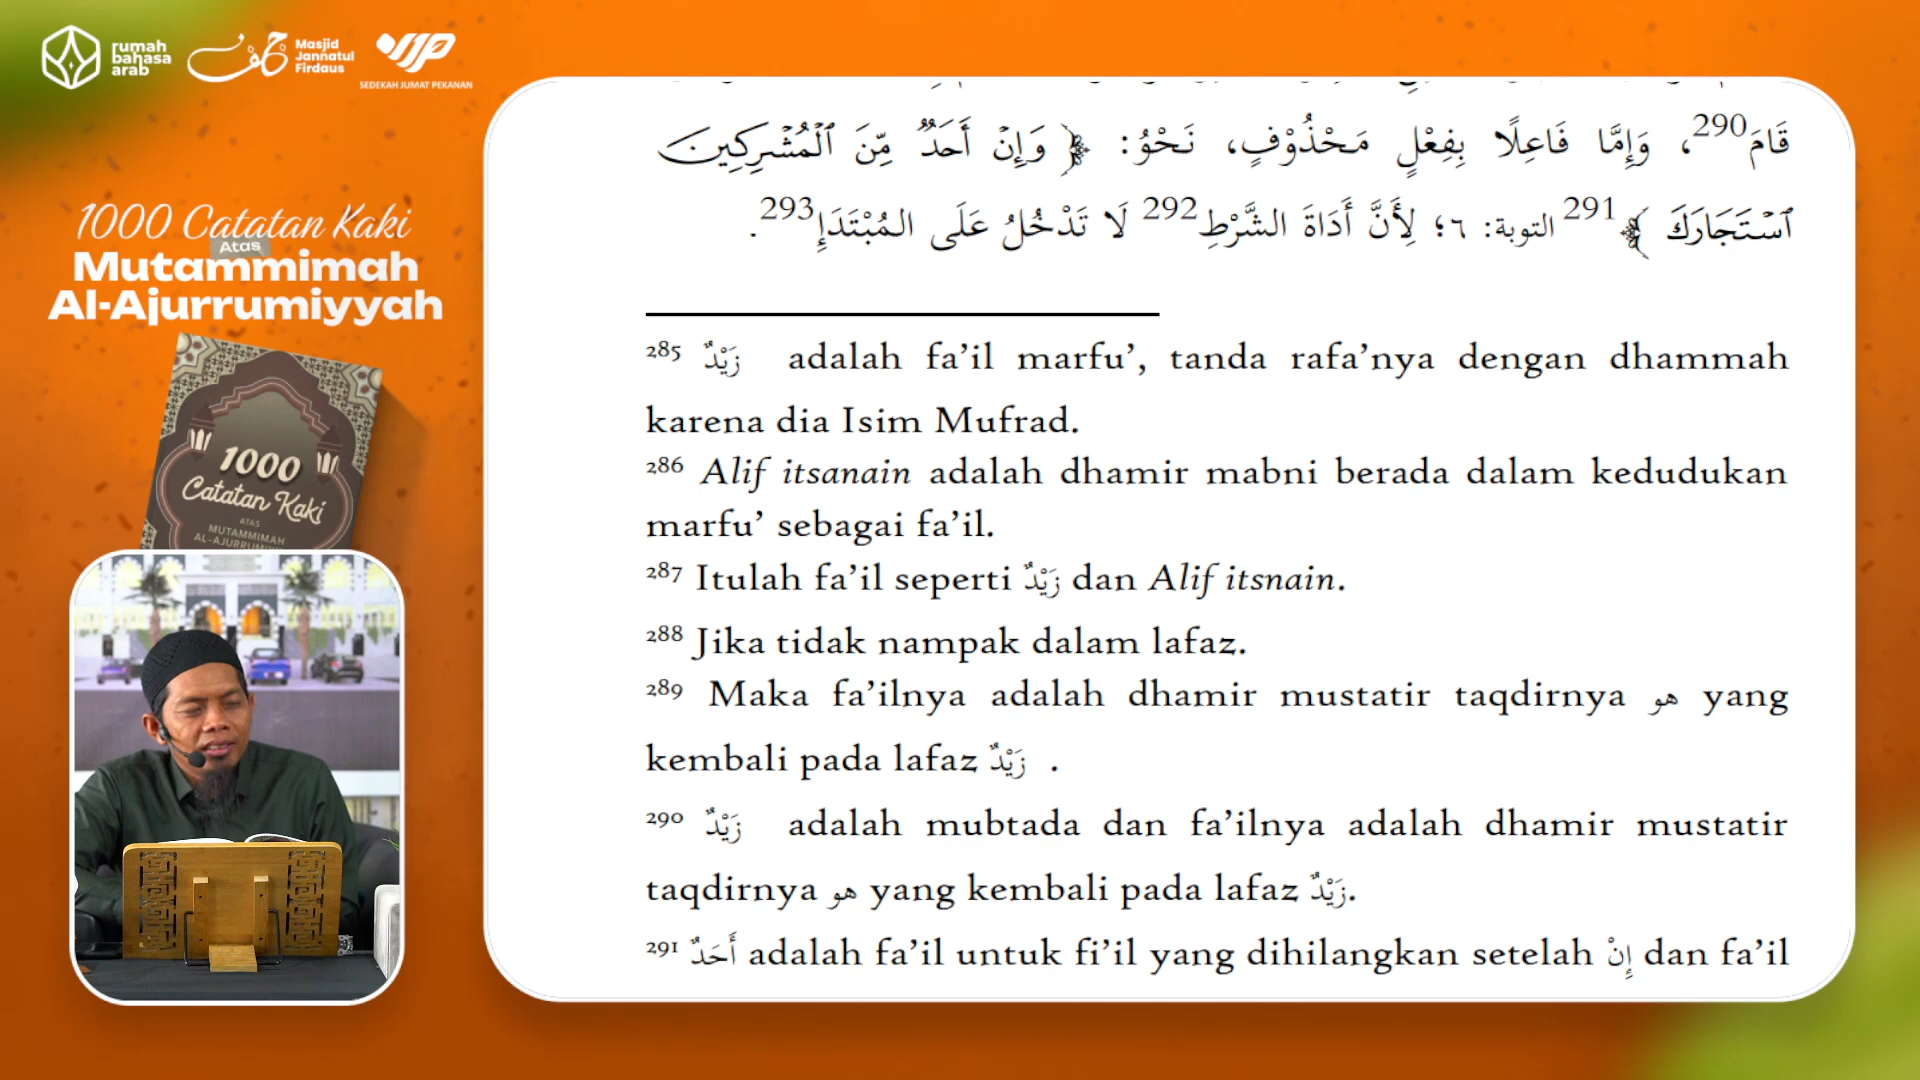 rumah
bahasa
arab
Masjid
Jannatul
Firdaus
VIP
SEDEKAH JUMAT PEKANAN
1000 Catatan Kaki
Atas
Mutammimah
Al-Ajurrumiyyah
1000
Catatan Kaki
ATAS
MUTAMMIMAH
قَامَ290، وَإِمَّا فَاعِلًا بِفِعْلٍ مَحْذُوْفٍ، نَحْوُ: ﴿ وَإِنۡ أَحَدٞ مِّنَ ٱلۡمُشۡرِكِينَ
ٱسۡتَجَارَكَ ﴾291 التوبة: ٦؛ لِأَنَّ أَدَاةَ الشَّرْطِ292 لَا تَدْخُلُ عَلَى المُبْتَدَإِ293.
285 زَيْدٌ adalah fa’il marfu’, tanda rafa’nya dengan dhammah
karena dia Isim Mufrad.
286 Alif itsanain adalah dhamir mabni berada dalam kedudukan
marfu’ sebagai fa’il.
287 Itulah fa’il seperti زَيْدٌ dan Alif itsnain.
288 Jika tidak nampak dalam lafaz.
289 Maka fa’ilnya adalah dhamir mustatir taqdirnya هو yang
kembali pada lafaz زَيْدٌ .
290 زَيْدٌ adalah mubtada dan fa’ilnya adalah dhamir mustatir
taqdirnya هو yang kembali pada lafaz زَيْدٌ.
291 أَحَدٌ adalah fa’il untuk fi’il yang dihilangkan setelah إِنْ dan fa’il